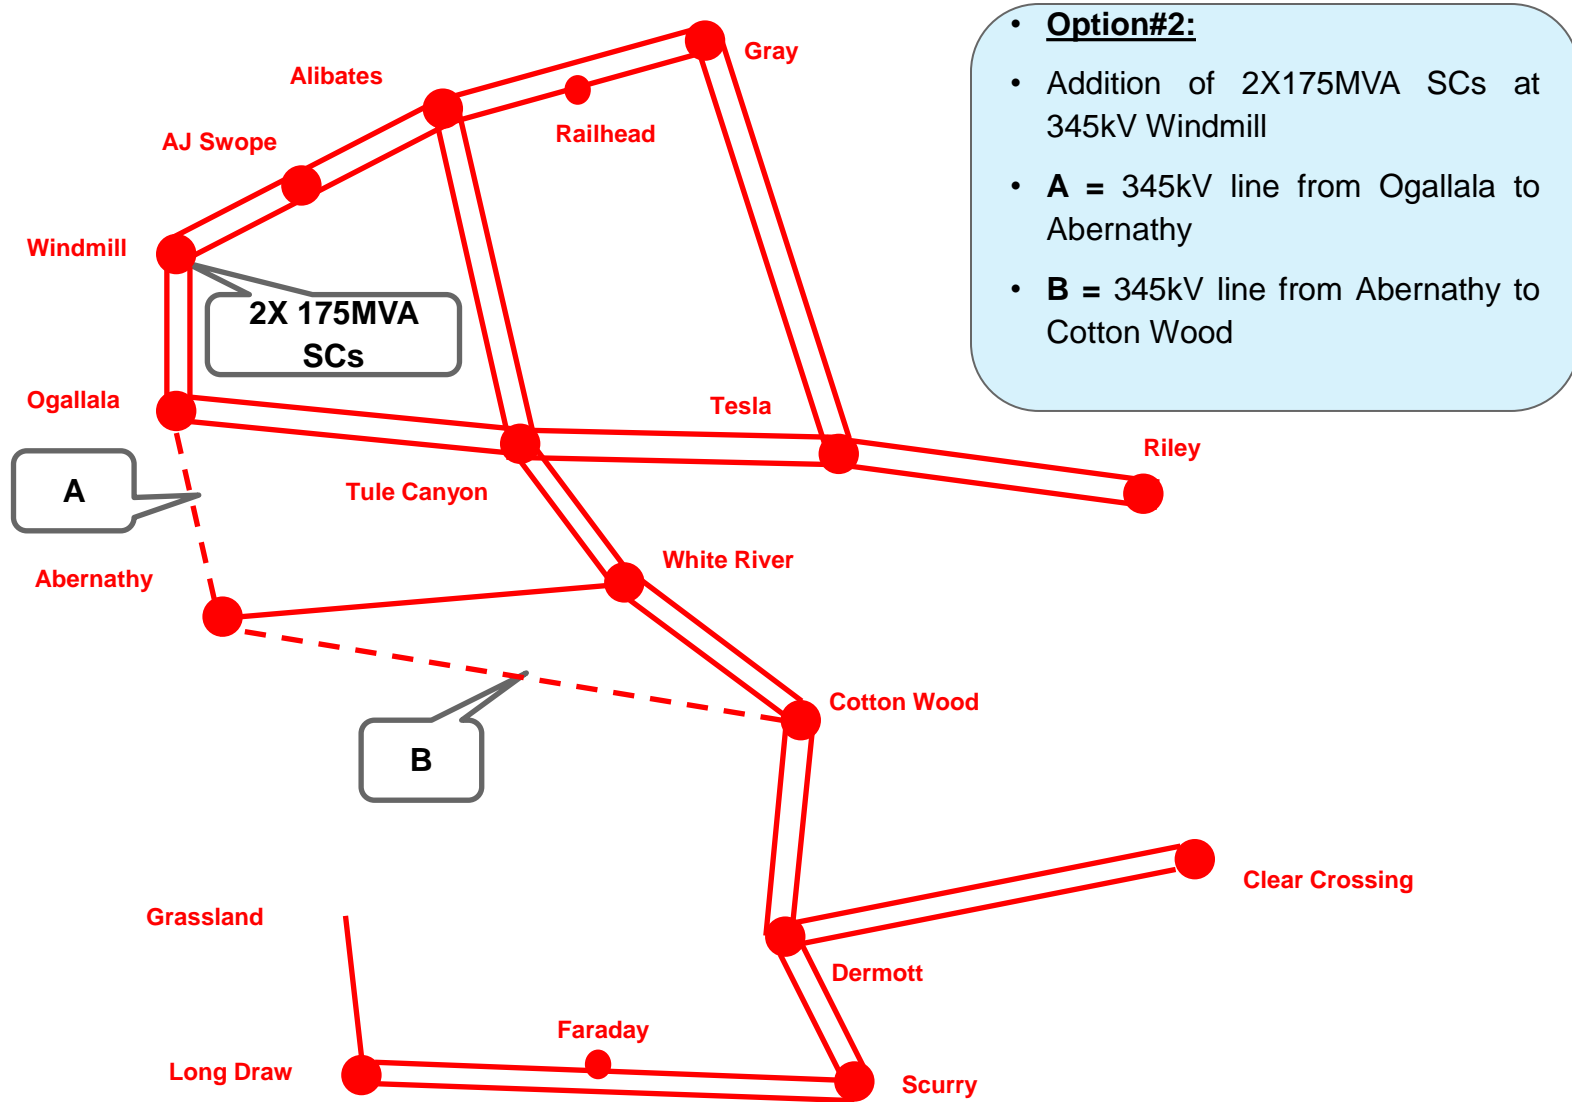 • Option#2:
• Addition of 2X175MVA SCs at
345kV Windmill
• A = 345kV line from Ogallala to
Abernathy
• B = 345kV line from Abernathy to
Cotton Wood
Gray
Alibates
Railhead
AJ Swope
Windmill
2X 175MVA
SCs
Ogallala
Tesla
Riley
A
Tule Canyon
White River
Abernathy
Cotton Wood
B
Clear Crossing
Grassland
Dermott
Faraday
Long Draw
Scurry